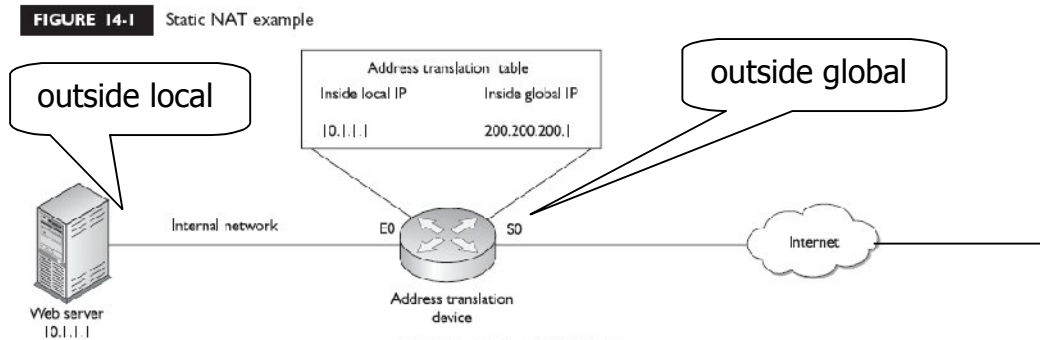 FIGURE 14-1 Static NAT example
outside local
Address translation table
Inside local IP Inside global IP
10.1.1.1 200.200.200.1
outside global
Internal network
E0
S0
Internet
Web server
10.1.1.1
Address translation
device